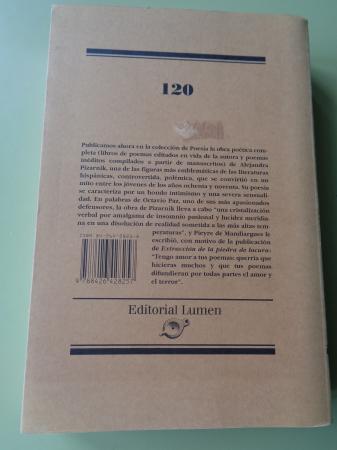 120
Publicamos ahora en la colección de Poesía la obra poética com-
pleta (libros de poemas editados en vida de la autora y poemas
inéditos compilados a partir de manuscritos) de Alejandra
Pizarnik, una de las figuras más emblemáticas de las literaturas
hispánicas, controvertida, polémica, que se convirtió en un
mito entre los jóvenes de los años ochenta y noventa. Su poesía
se caracteriza por un hondo intimismo y una severa sensuali-
dad. En palabras de Octavio Paz, uno de sus más apasionados
defensores, la obra de Pizarnik lleva a cabo "una cristalización
verbal por amalgama de insomnio pasional y lucidez meridia-
na en una disolución de realidad sometida a las más altas tem-
peraturas", y Pieyre de Mandiargues le
escribió, con motivo de la publicación
de Extracción de la piedra de locura:
"Tengo amor a tus poemas: querría que
hicieras muchos y que tus poemas
difundieran por todas partes el amor y
el terror".
ISBN 84-264-2825-
9 788426 428257
Editorial Lumen